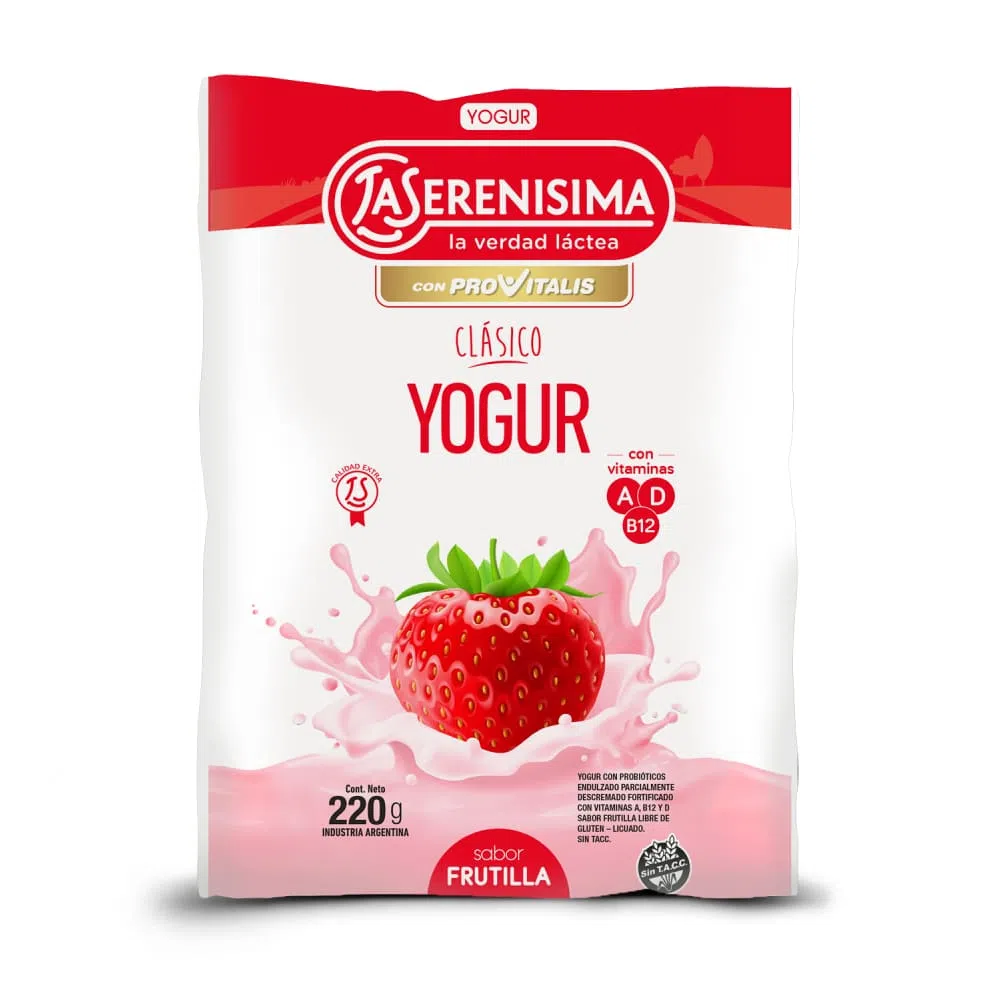 YOGUR
LASERENISIMA
la verdad láctea
CON PROVITALIS
CLÁSICO
YOGUR
CALIDAD EXTRA
LS
con
vitaminas
A D
B12
Cont. Neto
220g
INDUSTRIA ARGENTINA
YOGUR CON PROBIÓTICOS
ENDULZADO PARCIALMENTE
DESCREMADO FORTIFICADO
CON VITAMINAS A, B12 Y D
SABOR FRUTILLA LIBRE DE
GLUTEN – LICUADO.
SIN TACC.
Sin T.A.C.C.
sabor
FRUTILLA